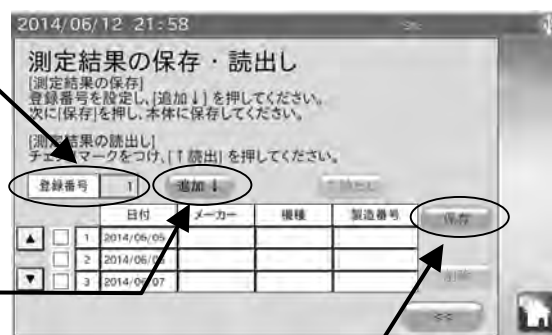 2014/06/12 21:58
測定結果の保存・読出し
[測定結果の保存]
登録番号を設定し、[追加↓] を押してください。
次に[保存]を押し、本体に保存してください。
[測定結果の読出し]
チェックマークをつけ、[↑読出] を押してください。
登録番号 1 追加↓ ↑読出
日付 メーカー 機種 製造番号 保存
▲ 1 2014/06/05
2 2014/06/06
▼ 3 2014/06/07
削除
<<